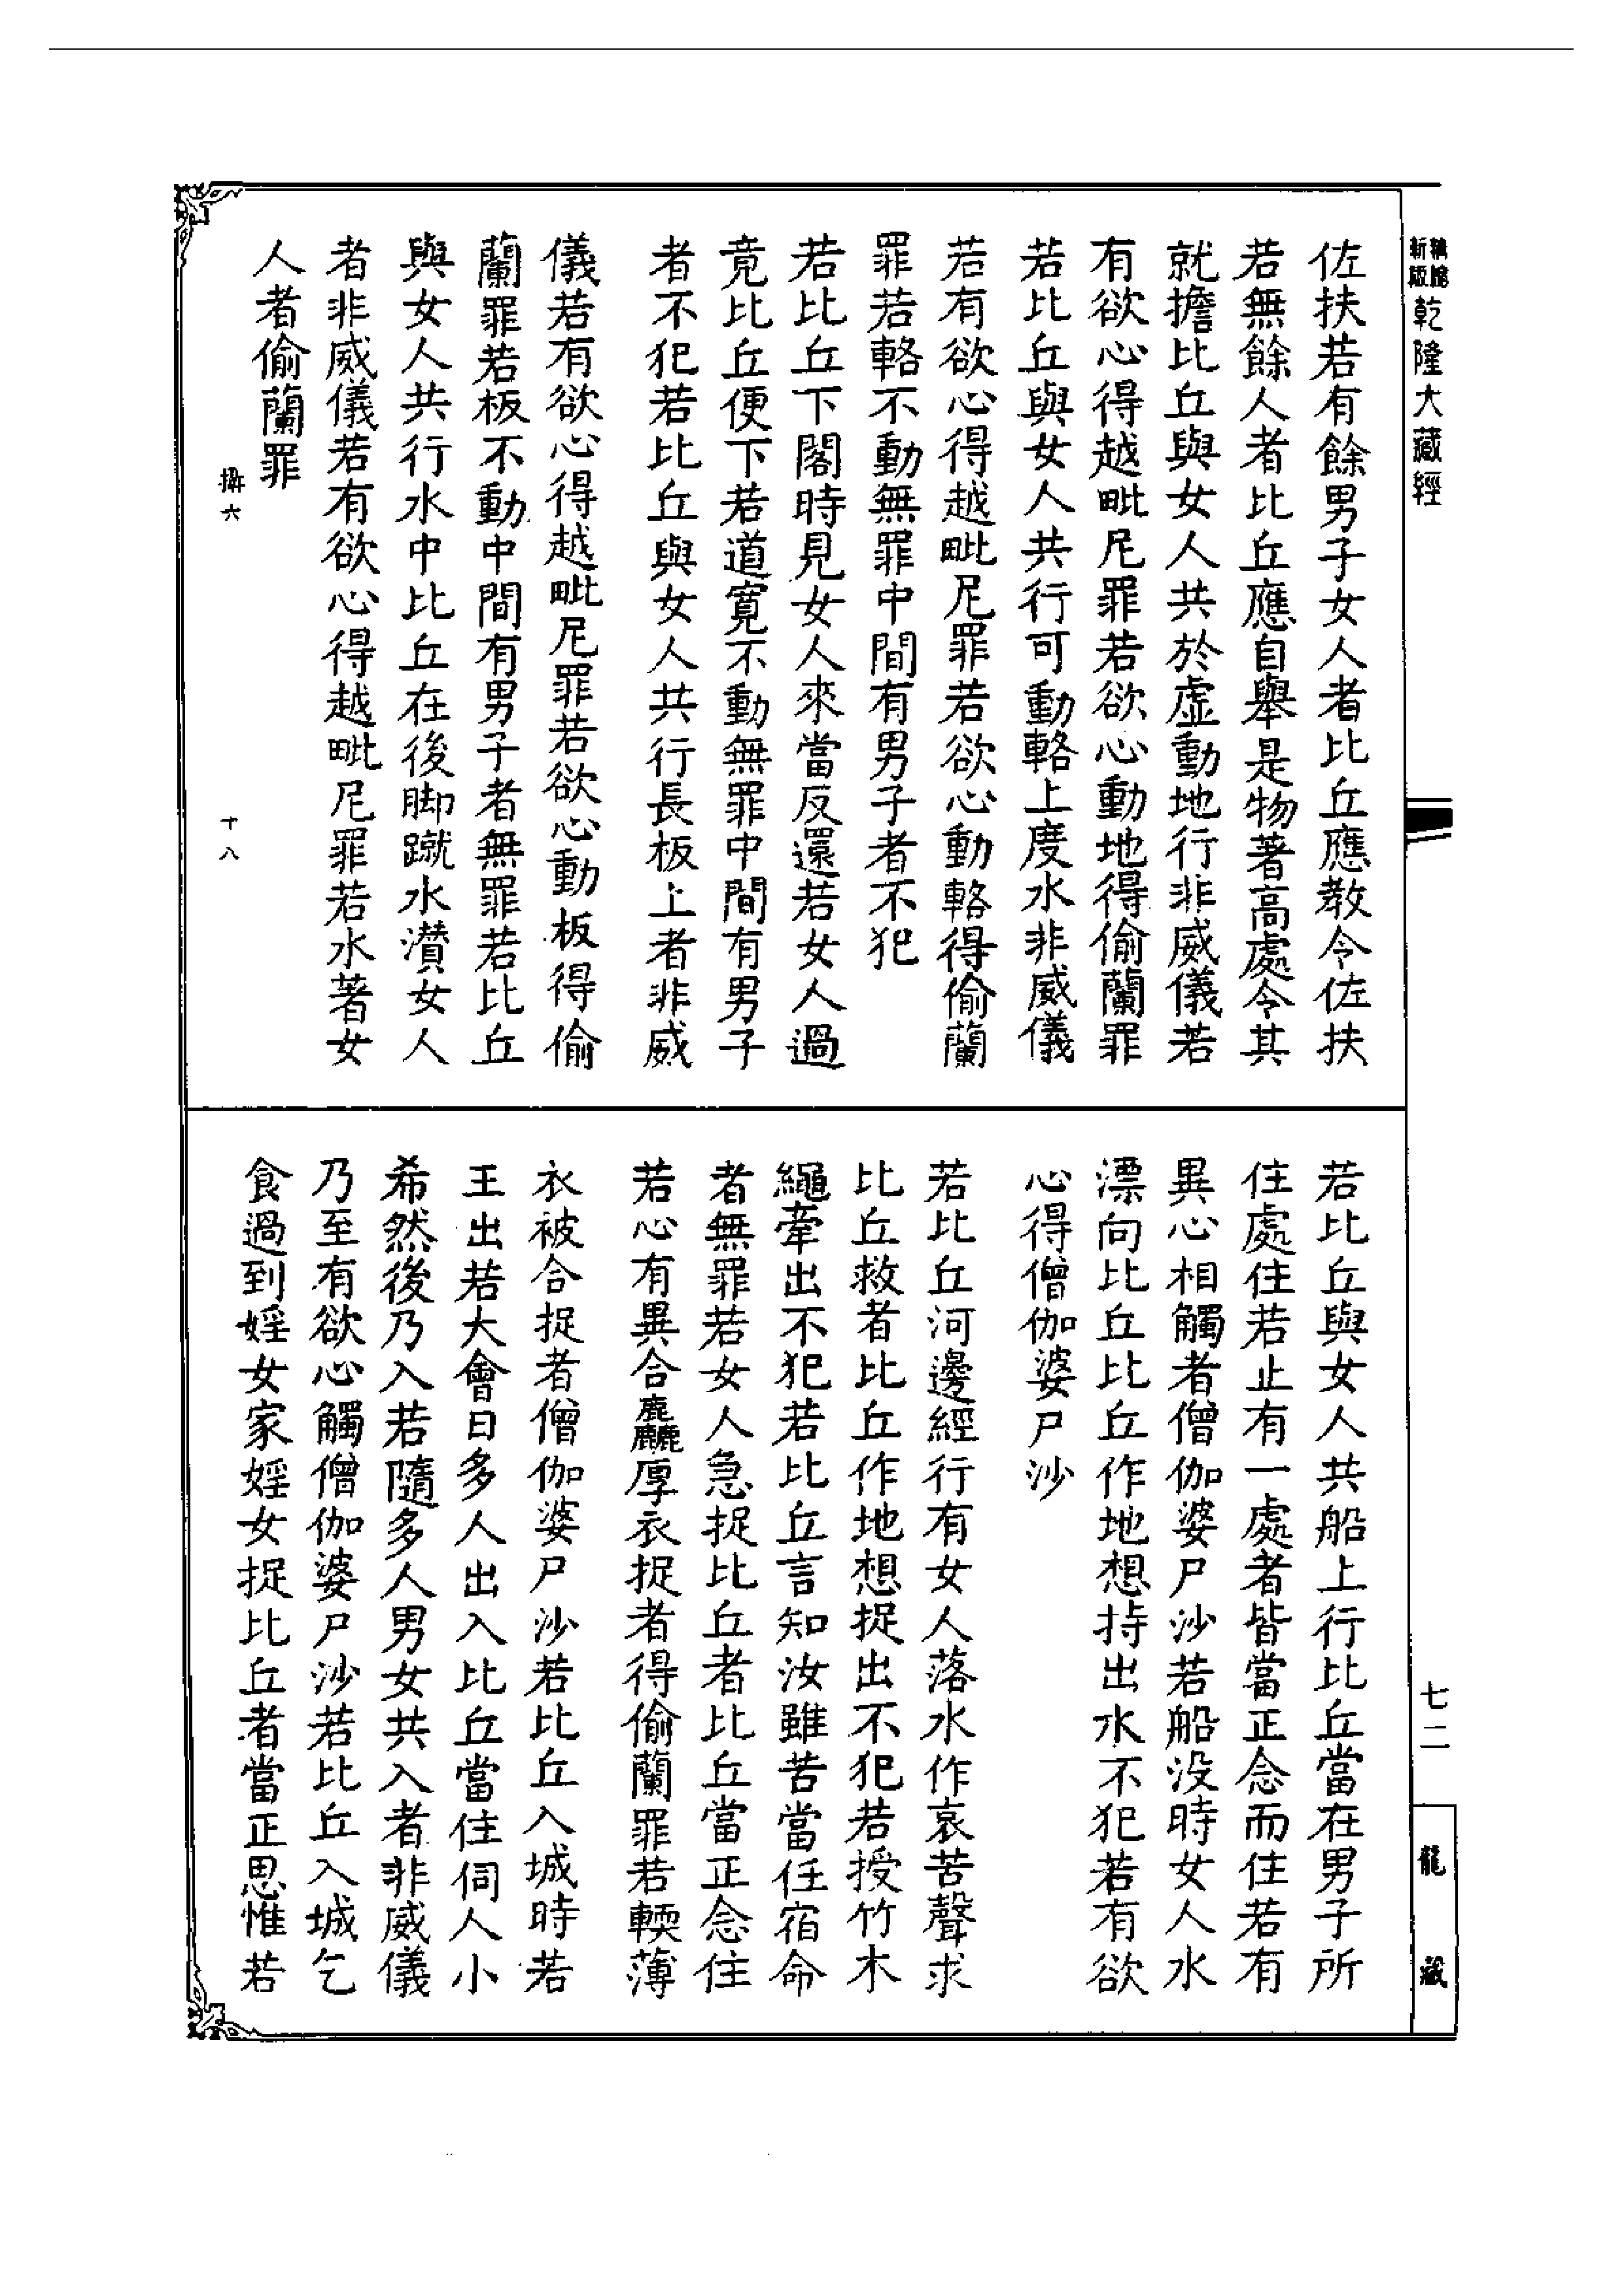 乾隆大藏經
佐扶若有餘男子女人者比丘應教令佐扶
若無餘人者比丘應自舉是物著高處令其
就擔比丘與女人共於虛動地行非威儀若
有欲心得越毗尼罪若欲心動地得偷蘭罪
若比丘與女人共行可動輅上度水非威儀
若有欲心得越毗尼罪若欲心動輅得偷蘭
罪若輅不動無罪中間有男子者不犯
若比丘下閣時見女人來當反還若女人過
竟比丘便下若道寬不動無罪中間有男子
者不犯若比丘與女人共行長板上者非威
儀若有欲心得越毗尼罪若欲心動板得偷
蘭罪若板不動中間有男子者無罪若比丘
與女人共行水中比丘在後脚蹴水濽女人
者非威儀若有欲心得越毗尼罪若水著女
人者偷蘭罪
六
十八
若比丘與女人共船上行比丘當在男子所
住處住若止有一處者皆當正念而住若有
異心相觸者僧伽婆尸沙若船没時女人水
漂向比丘比丘作地想持出水不犯若有欲
心得僧伽婆尸沙
若比丘河邊經行有女人落水作哀苦聲求
比丘救者比丘作地想捉出不犯若授竹木
繩牽出不犯若比丘言知汝雖苦當任宿命
者無罪若女人急捉比丘者比丘當正念住
若心有異合麤厚衣捉者得偷蘭罪若輭薄
衣被合捉者僧伽婆尸沙若比丘入城時若
王出若大會日多人出入比丘當住伺人小
希然後乃入若隨多人男女共入者非威儀
乃至有欲心觸僧伽婆尸沙若比丘入城乞
食過到婬女家婬女捉比丘者當正思惟若
七二
龍藏